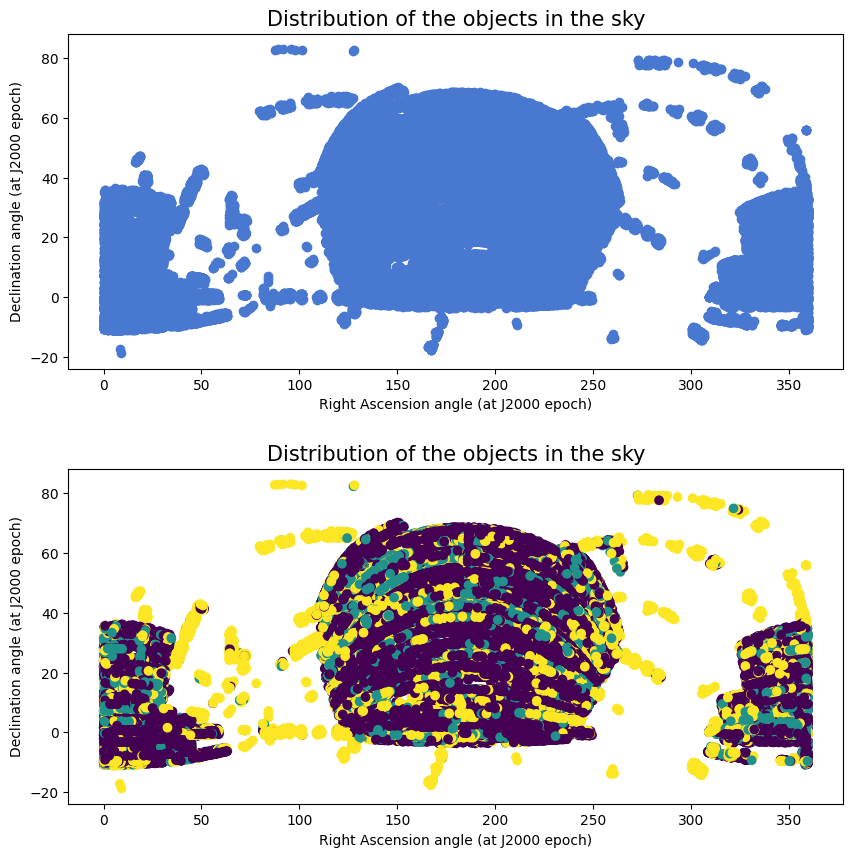 Distribution of the objects in the sky
Declination angle (at J2000 epoch)
80
60
40
20
0
−20
0 50 100 150 200 250 300 350
Right Ascension angle (at J2000 epoch)
Distribution of the objects in the sky
Declination angle (at J2000 epoch)
80
60
40
20
0
−20
0 50 100 150 200 250 300 350
Right Ascension angle (at J2000 epoch)